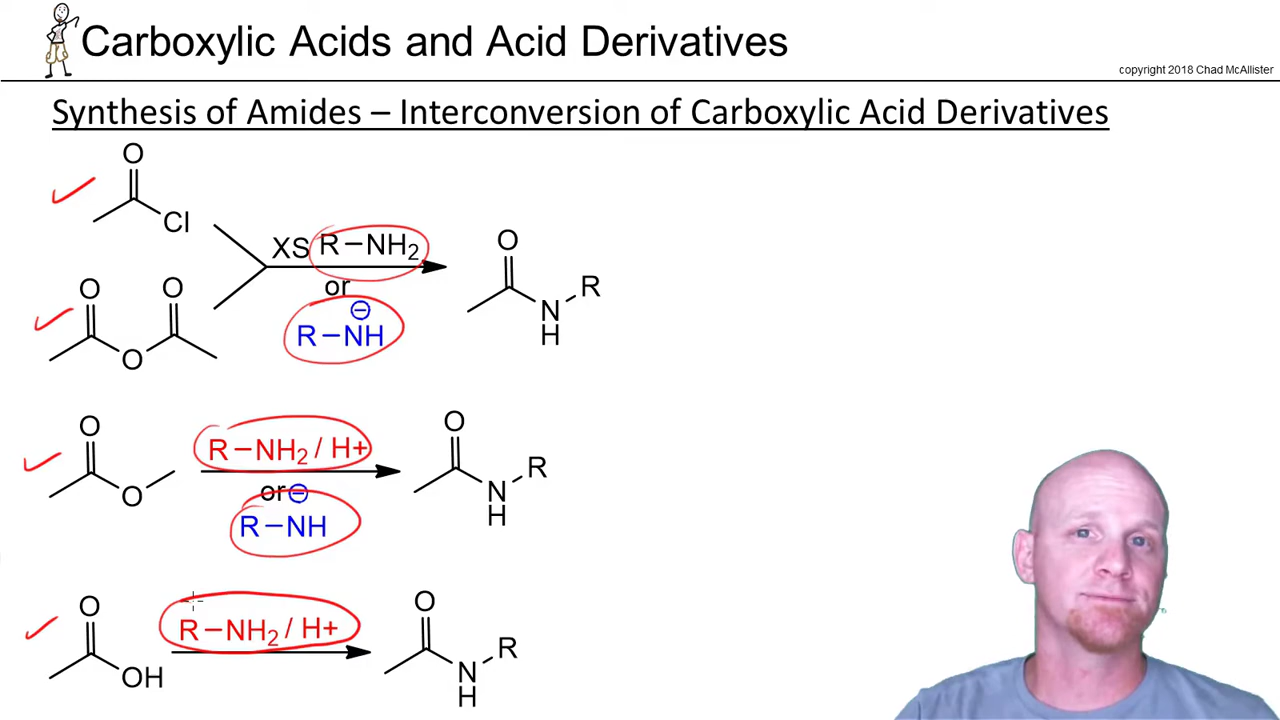 Carboxylic Acids and Acid Derivatives
copyright 2018 Chad McAllister
Synthesis of Amides – Interconversion of Carboxylic Acid Derivatives
O
Cl
XS R–NH₂
or
⊖
R–NH
O
N
H
R
O O
O
O
O
R–NH₂ / H+
or ⊖
R–NH
O
R
N
H
O
OH
R–NH₂ / H+
O
R
N
H